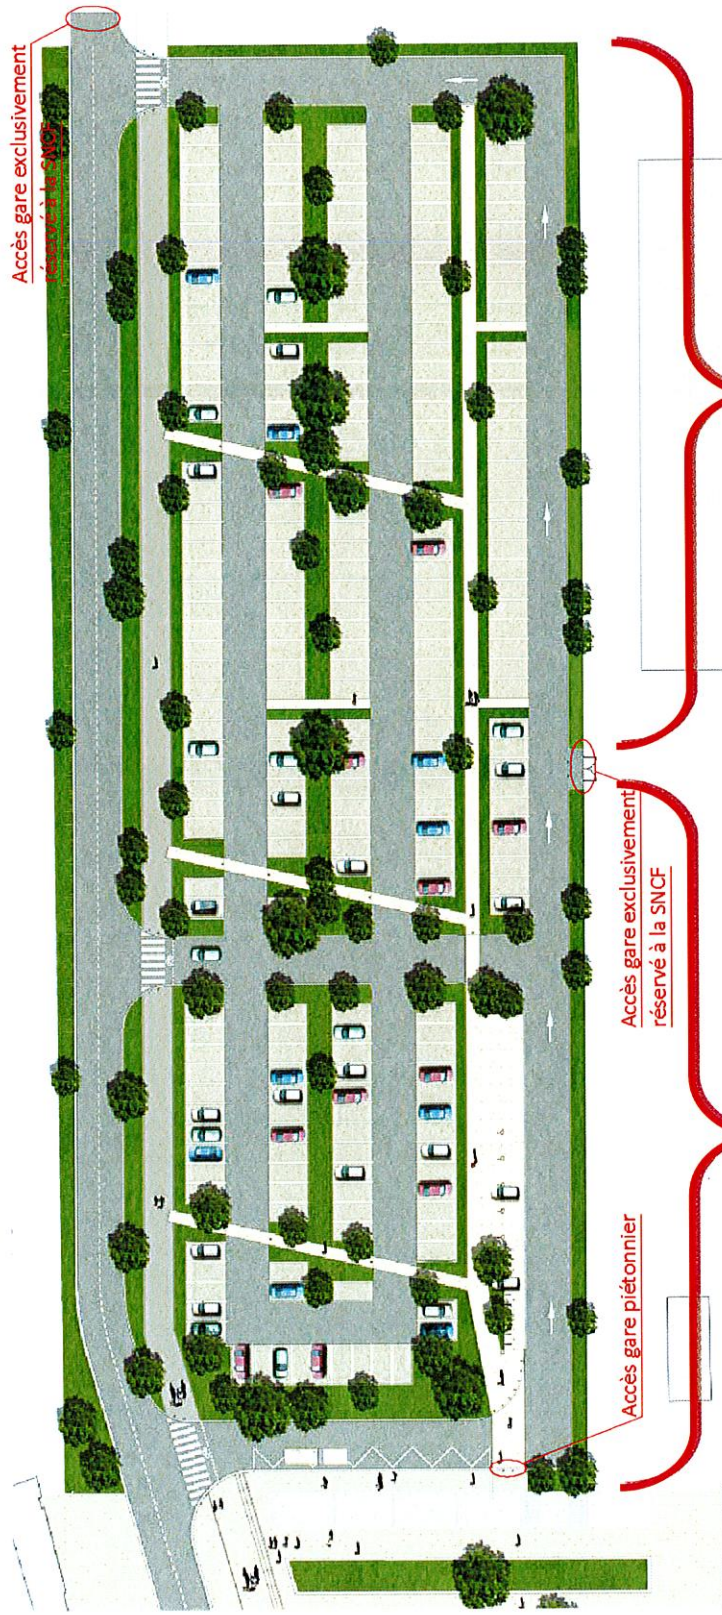 Accès gare exclusivement
réservé à la SNCF
Accès gare exclusivement
réservé à la SNCF
Accès gare piétonnier